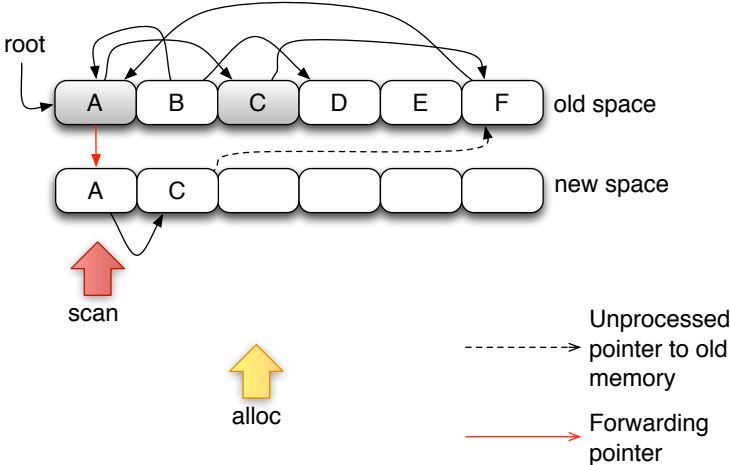 root
A B C D E F old space
A C new space
scan
alloc
Unprocessed
pointer to old
memory
Forwarding
pointer